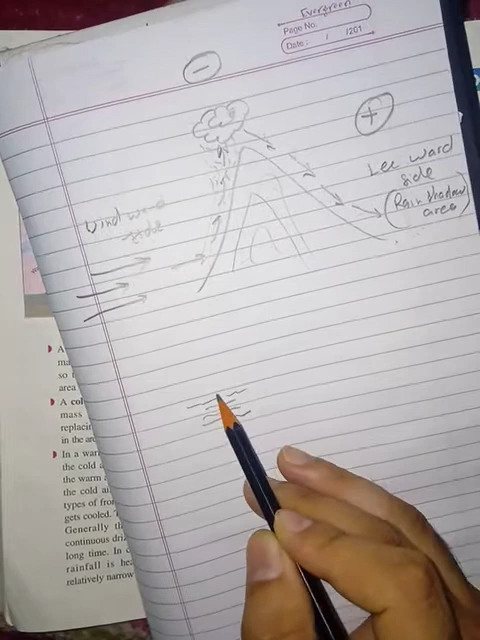 Evergreen
Page No.
Date : / /201
−
+
Wind ward
side
Lee ward
side
(Rain shadow
area)
A
ma
so t
area
A col
mass
replacin
in the are
In a war
the cold a
the warm a
the cold ai
types of fron
gets cooled.
Generally th
continuous driz
long time. In c
rainfall is hea
relatively narrow